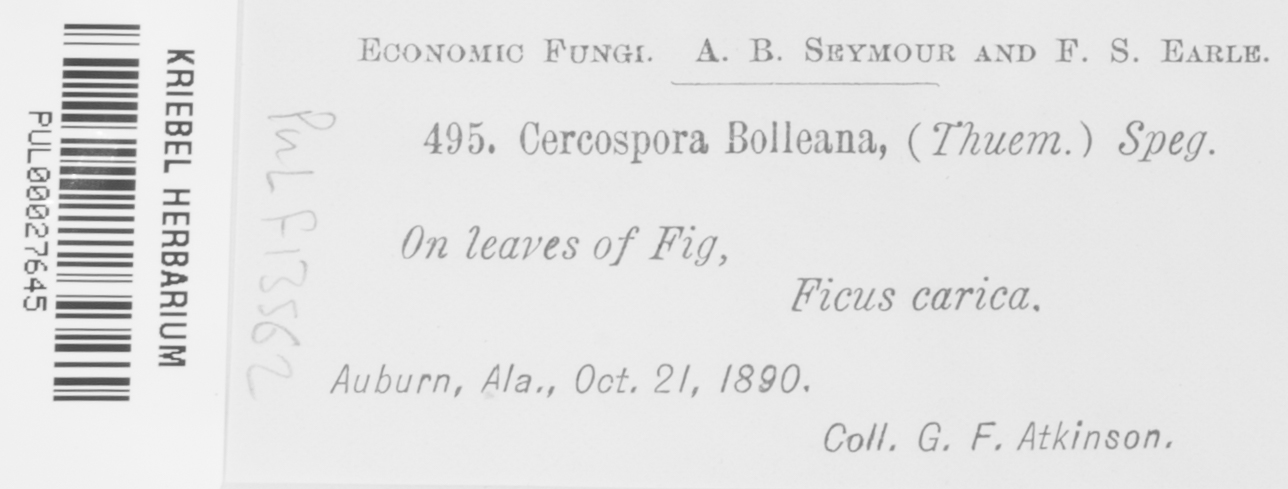 KRIEBEL HERBARIUM
PUL00027645
PUL F13562
ECONOMIC FUNGI. A. B. SEYMOUR AND F. S. EARLE.
495. Cercospora Bolleana, (Thuem.) Speg.
On leaves of Fig,
Ficus carica.
Auburn, Ala., Oct. 21, 1890.
Coll. G. F. Atkinson.